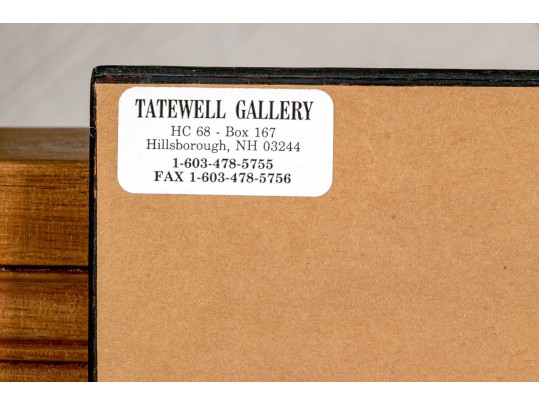 TATEWELL GALLERY
HC 68 - Box 167
Hillsborough, NH 03244
1-603-478-5755
FAX 1-603-478-5756